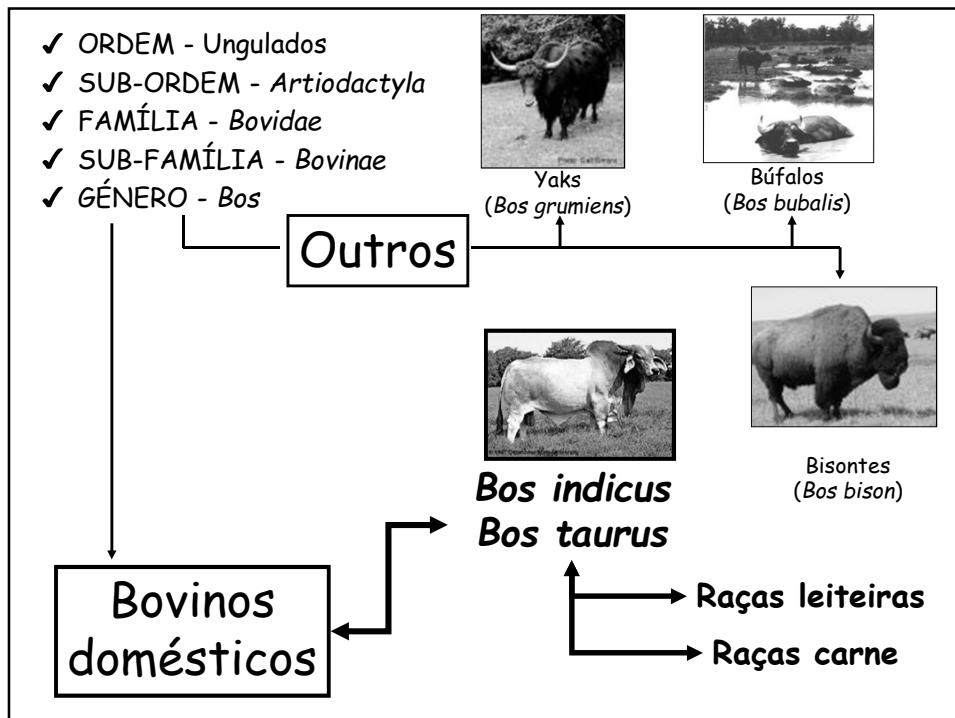 ✓ ORDEM - Ungulados
✓ SUB-ORDEM - Artiodactyla
✓ FAMÍLIA - Bovidae
✓ SUB-FAMÍLIA - Bovinae
✓ GÉNERO - Bos
Yaks
(Bos grumiens)
Búfalos
(Bos bubalis)
Outros
Bisontes
(Bos bison)
Bos indicus
Bos taurus
Bovinos
domésticos
Raças leiteiras
Raças carne